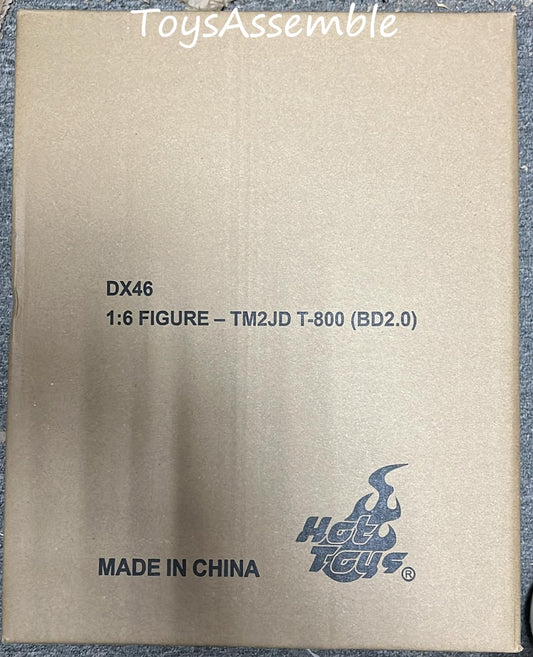 ToysAssemble
DX46
1:6 FIGURE – TM2JD T-800 (BD2.0)
Hot
Toys®
MADE IN CHINA